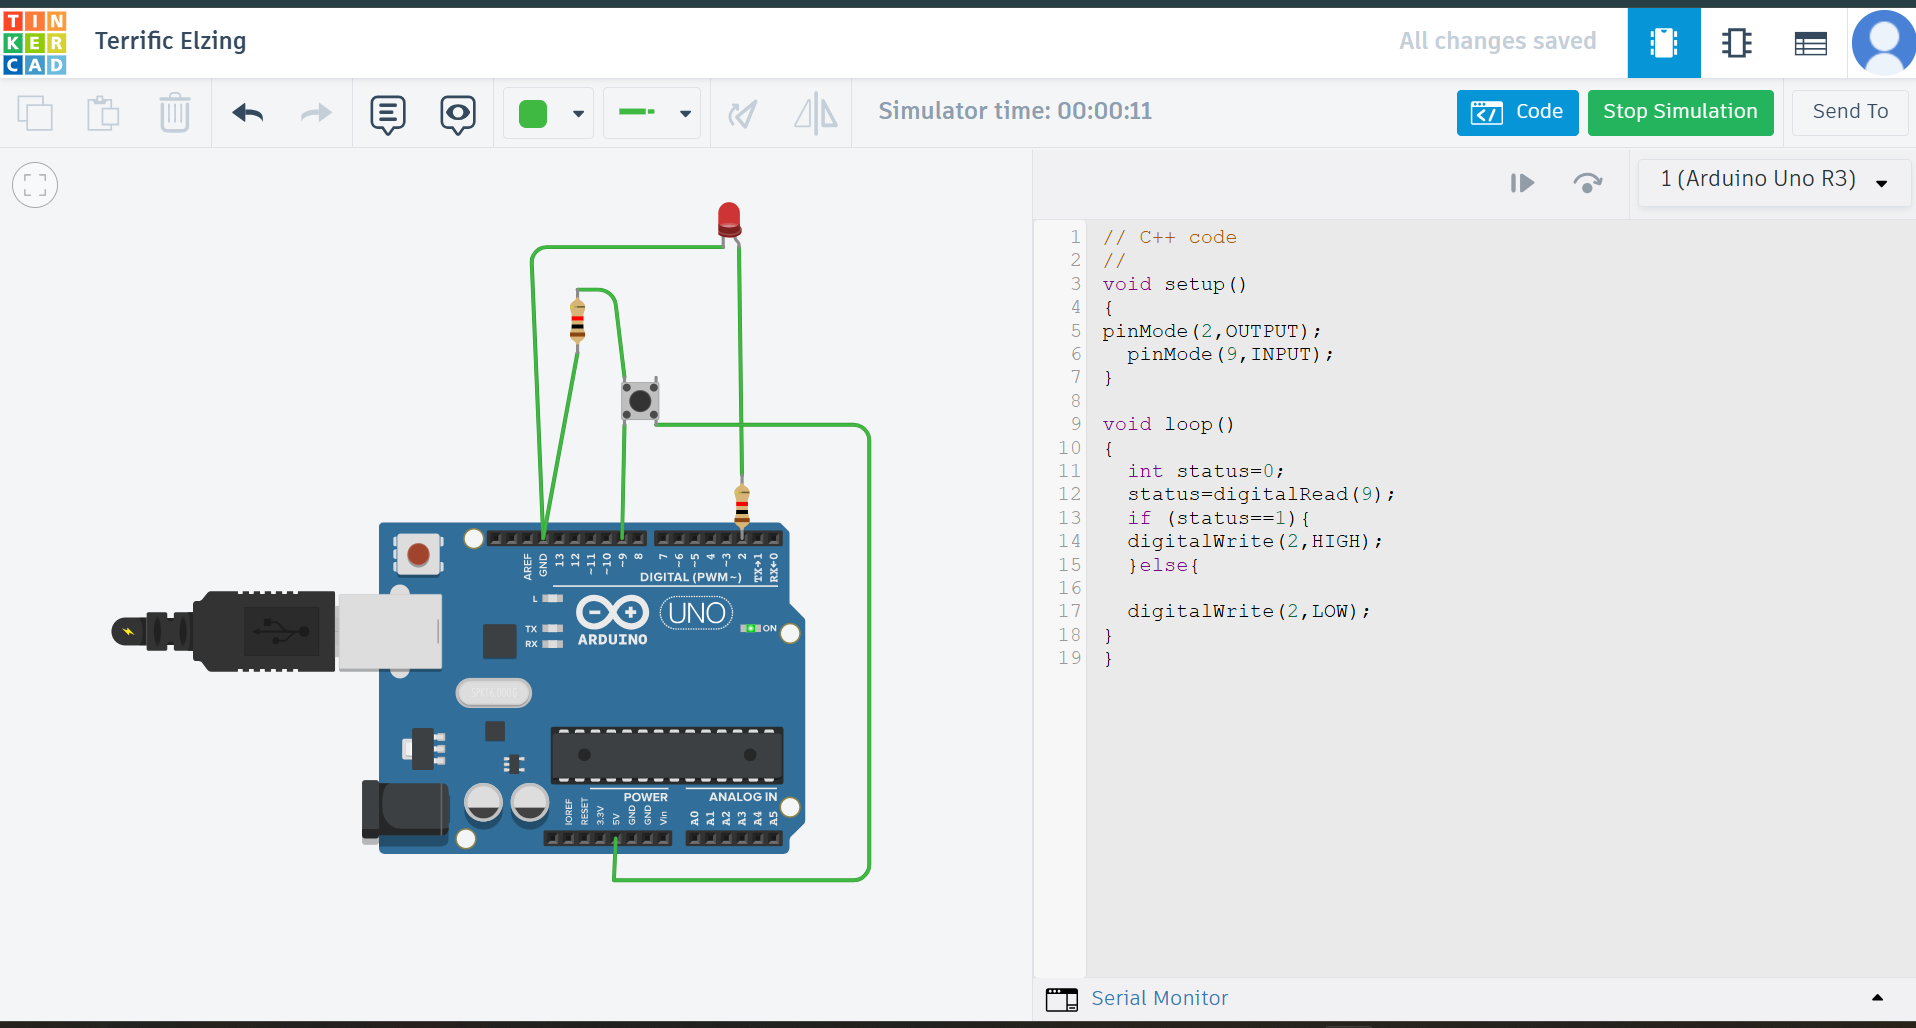 TIN
KER
CAD
Terrific Elzing
All changes saved
Simulator time: 00:00:11
Code
Stop Simulation
Send To
1 (Arduino Uno R3)
1 // C++ code
2 //
3 void setup()
4 {
5 pinMode(2,OUTPUT);
6 pinMode(9,INPUT);
7 }
8
9 void loop()
10 {
11 int status=0;
12 status=digitalRead(9);
13 if (status==1){
14 digitalWrite(2,HIGH);
15 }else{
16
17 digitalWrite(2,LOW);
18 }
19 }
AREF GND 13 12 ~11 ~10 ~9 8 7 ~6 ~5 4 ~3 2 TX→1 RX←0
DIGITAL (PWM~)
L
TX
RX
UNO
ARDUINO
ON
POWER
ANALOG IN
IOREF RESET 3.3V 5V GND GND Vin A0 A1 A2 A3 A4 A5
Serial Monitor